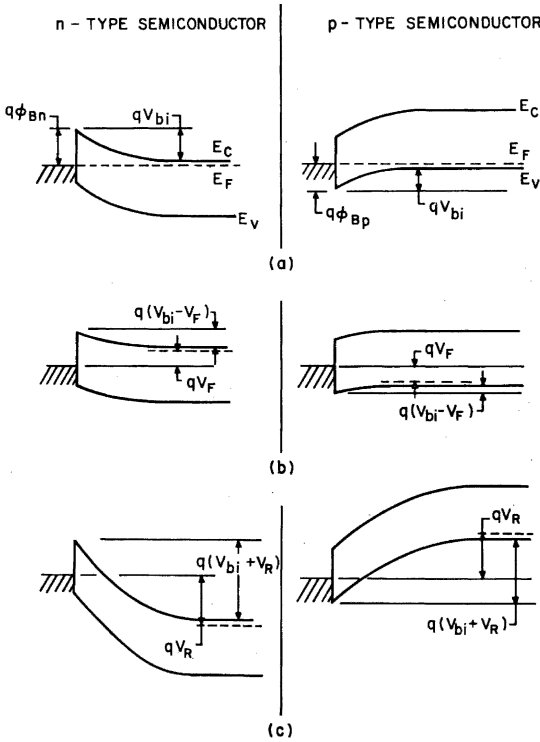 n - TYPE SEMICONDUCTOR
p - TYPE SEMICONDUCTOR
qϕBn
qVbi
EC
EF
EV
EC
EF
EV
qϕBp
qVbi
(a)
q(Vbi-VF)
qVF
qVF
q(Vbi-VF)
(b)
q(Vbi+VR)
qVR
qVR
q(Vbi+VR)
(c)